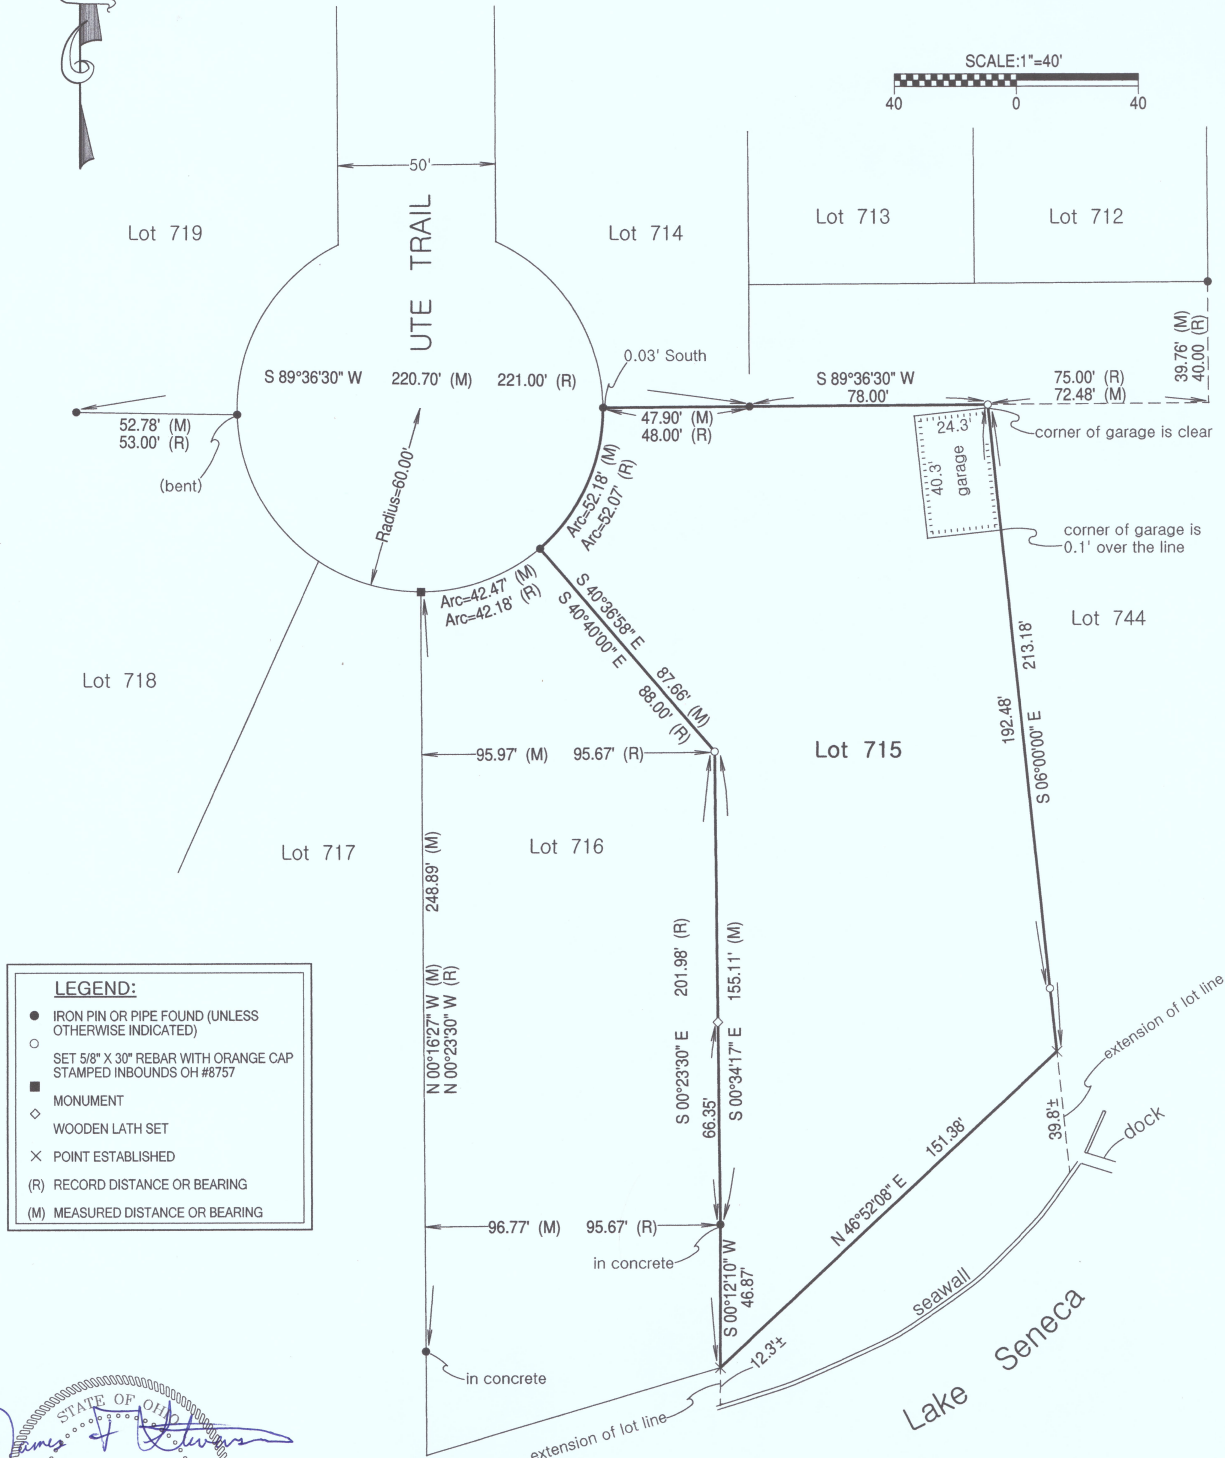 SCALE:1"=40'
40 0 40
50'
UTE TRAIL
Lot 719
Lot 714
Lot 713
Lot 712
39.76' (M)
40.00 (R)
0.03' South
S 89°36'30" W 220.70' (M) 221.00' (R)
S 89°36'30" W
78.00'
75.00' (R)
72.48' (M)
52.78' (M)
53.00' (R)
47.90' (M)
48.00' (R)
(bent)
Radius=60.00'
Arc=52.18' (M)
Arc=52.07' (R)
24.3'
40.3'
garage
corner of garage is clear
corner of garage is
0.1' over the line
Arc=42.47' (M)
Arc=42.18' (R)
S 40°36'58" E 87.66' (M)
S 40°40'00" E 88.00' (R)
Lot 744
Lot 718
213.18'
192.48'
S 06°00'00" E
95.97' (M) 95.67' (R)
Lot 715
Lot 717
Lot 716
248.89' (M)
N 00°16'27" W (M)
N 00°23'30" W (R)
201.98' (R)
S 00°23'30" E
155.11' (M)
S 00°34'17" E
66.35'
extension of lot line
39.8'±
dock
N 46°52'08" E 151.38'
LEGEND:
IRON PIN OR PIPE FOUND (UNLESS
OTHERWISE INDICATED)
SET 5/8" X 30" REBAR WITH ORANGE CAP
STAMPED INBOUNDS OH #8757
MONUMENT
WOODEN LATH SET
POINT ESTABLISHED
(R) RECORD DISTANCE OR BEARING
(M) MEASURED DISTANCE OR BEARING
96.77' (M) 95.67' (R)
in concrete
S 00°12'10" W
46.87'
12.3'±
seawall
Lake Seneca
in concrete
extension of lot line
STATE OF OHIO
James F Stevens